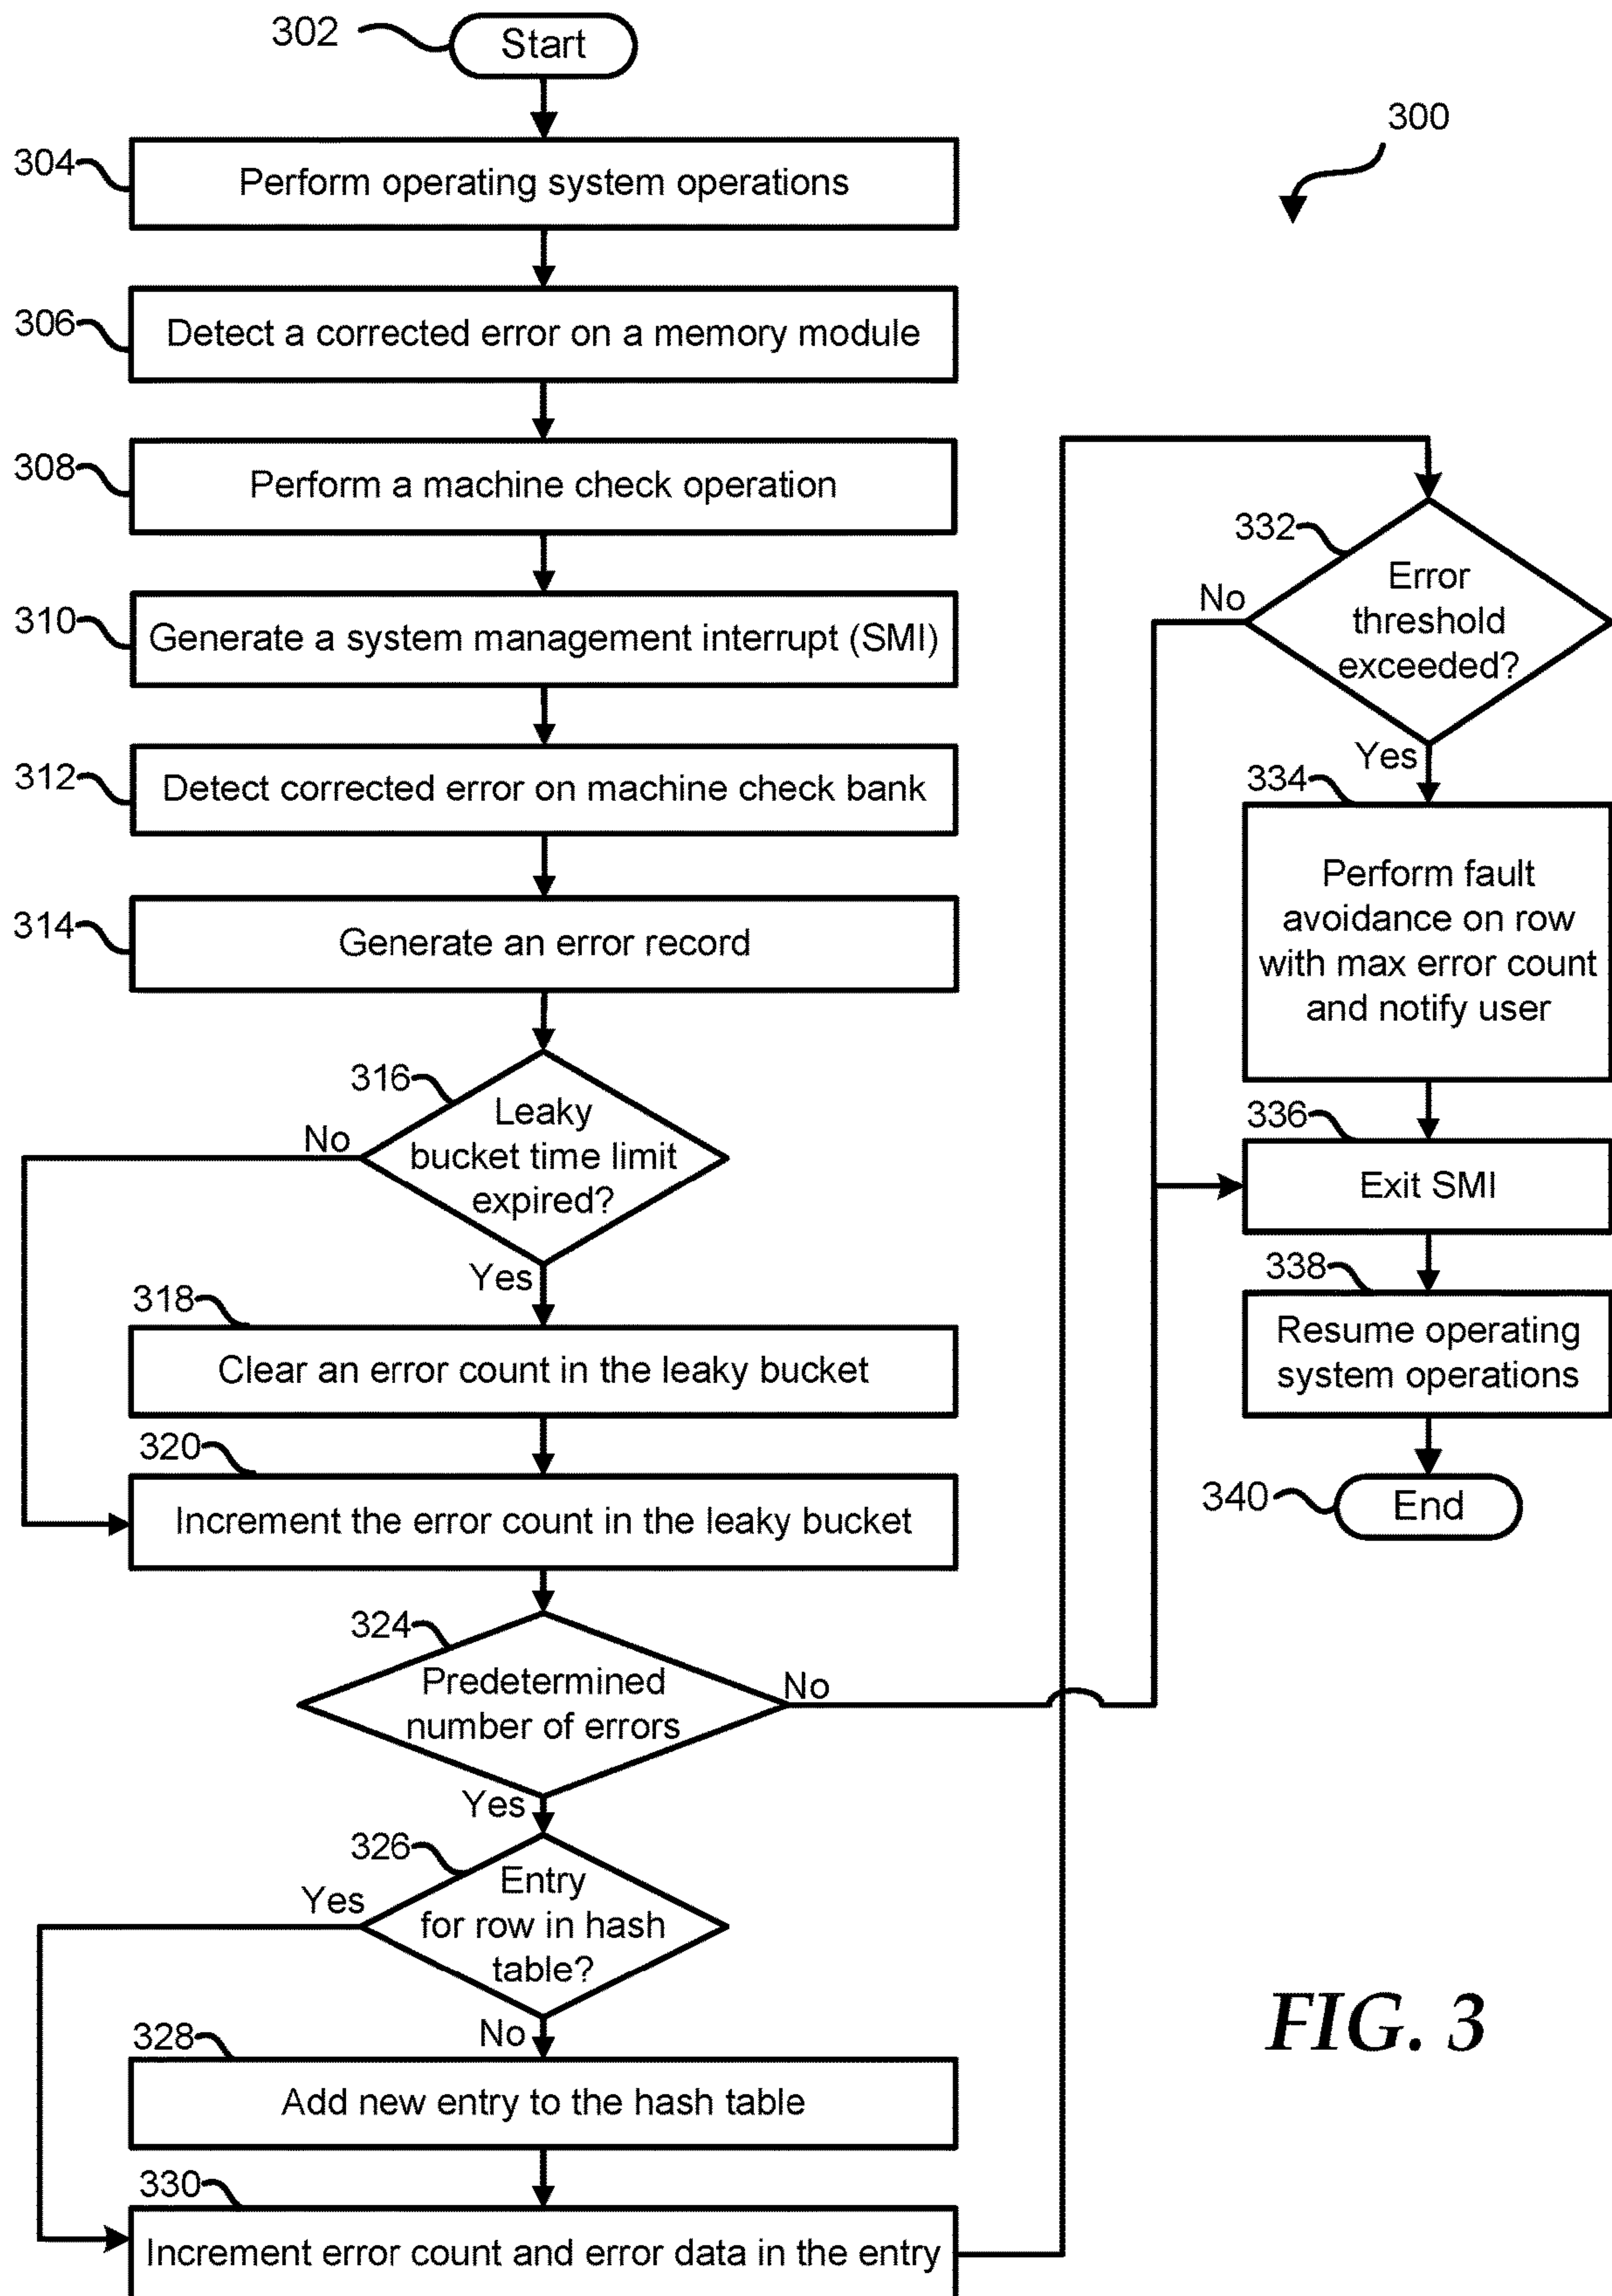 302
Start
300
304
Perform operating system operations
306
Detect a corrected error on a memory module
308
Perform a machine check operation
310
Generate a system management interrupt (SMI)
312
Detect corrected error on machine check bank
314
Generate an error record
316
Leaky
bucket time limit
expired?
No
Yes
318
Clear an error count in the leaky bucket
320
Increment the error count in the leaky bucket
324
Predetermined
number of errors
No
Yes
326
Entry
for row in hash
table?
Yes
No
328
Add new entry to the hash table
330
Increment error count and error data in the entry
332
Error
threshold
exceeded?
No
Yes
334
Perform fault
avoidance on row
with max error count
and notify user
336
Exit SMI
338
Resume operating
system operations
340
End
FIG. 3